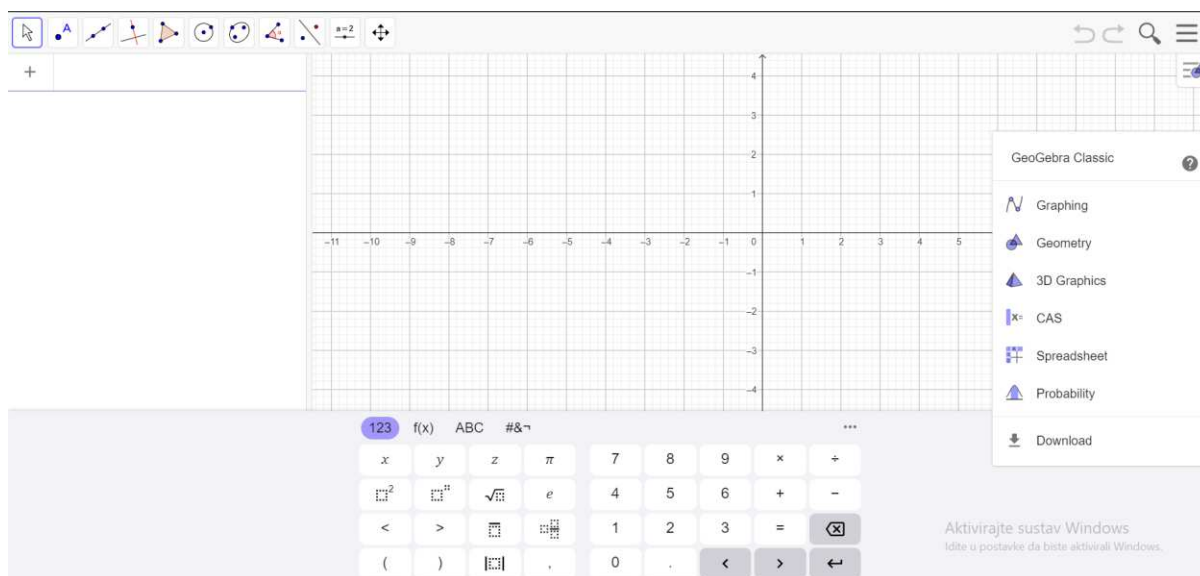 A
a=2
+
4
3
2
1
-11 -10 -9 -8 -7 -6 -5 -4 -3 -2 -1 0 1 2 3 4 5
-1
-2
-3
-4
GeoGebra Classic
?
Graphing
Geometry
3D Graphics
x= CAS
Spreadsheet
Probability
Download
123 f(x) ABC #&¬ ...
x y z π 7 8 9 × ÷
2 √ e 4 5 6 + −
< > 1 2 3 =
( ) | | , 0 . < >
Aktivirajte sustav Windows
Idite u postavke da biste aktivirali Windows.